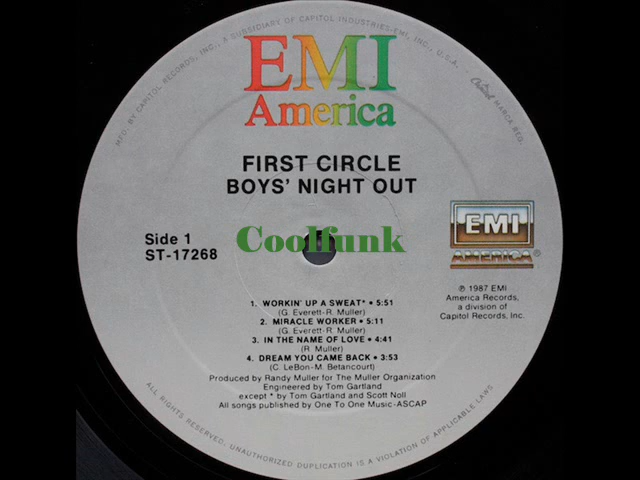 MFG. BY CAPITOL RECORDS, INC., A SUBSIDIARY OF CAPITOL INDUSTRIES-EMI, INC., U.S.A.
Capitol MARCA REG.
EMI
America
FIRST CIRCLE
BOYS' NIGHT OUT
EMI
AMERICA®
Side 1
ST-17268
Coolfunk
℗ 1987 EMI
America Records,
a division of
Capitol Records, Inc.
1. WORKIN' UP A SWEAT* • 5:51
(G. Everett-R. Muller)
2. MIRACLE WORKER • 5:11
(G. Everett-R. Muller)
3. IN THE NAME OF LOVE • 4:41
(R. Muller)
4. DREAM YOU CAME BACK • 3:53
(C. LeBon-M. Betancourt)
Produced by Randy Muller for The Muller Organization
Engineered by Tom Gartland
except * by Tom Gartland and Scott Noll
All songs published by One To One Music-ASCAP
ALL RIGHTS RESERVED. UNAUTHORIZED DUPLICATION IS A VIOLATION OF APPLICABLE LAWS